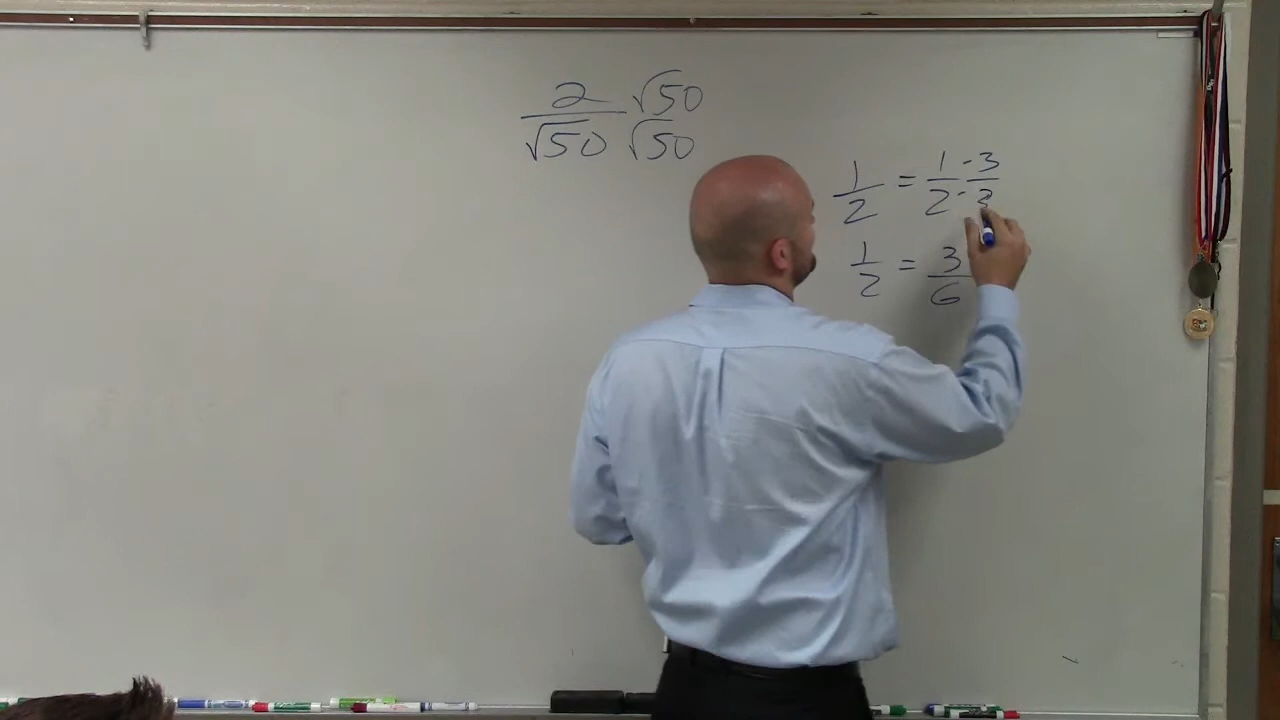 2 √50
√50 √50
1/2 = 1·3/2·3
1/2 = 3/6